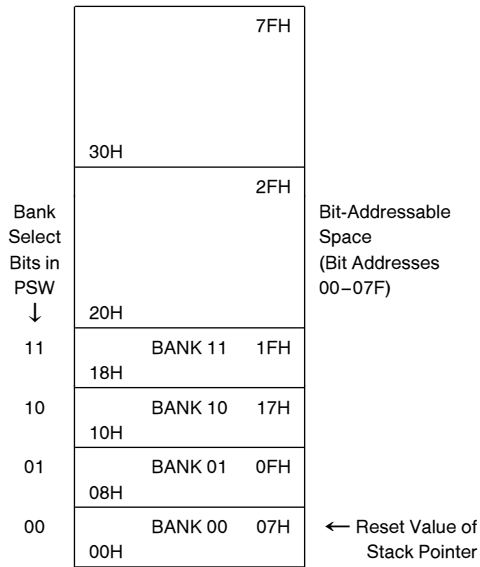 7FH
30H
2FH
Bank
Select
Bits in
PSW
↓
Bit-Addressable
Space
(Bit Addresses
00–07F)
20H
11 BANK 11 1FH
18H
10 BANK 10 17H
10H
01 BANK 01 0FH
08H
00 BANK 00 07H ← Reset Value of
00H Stack Pointer